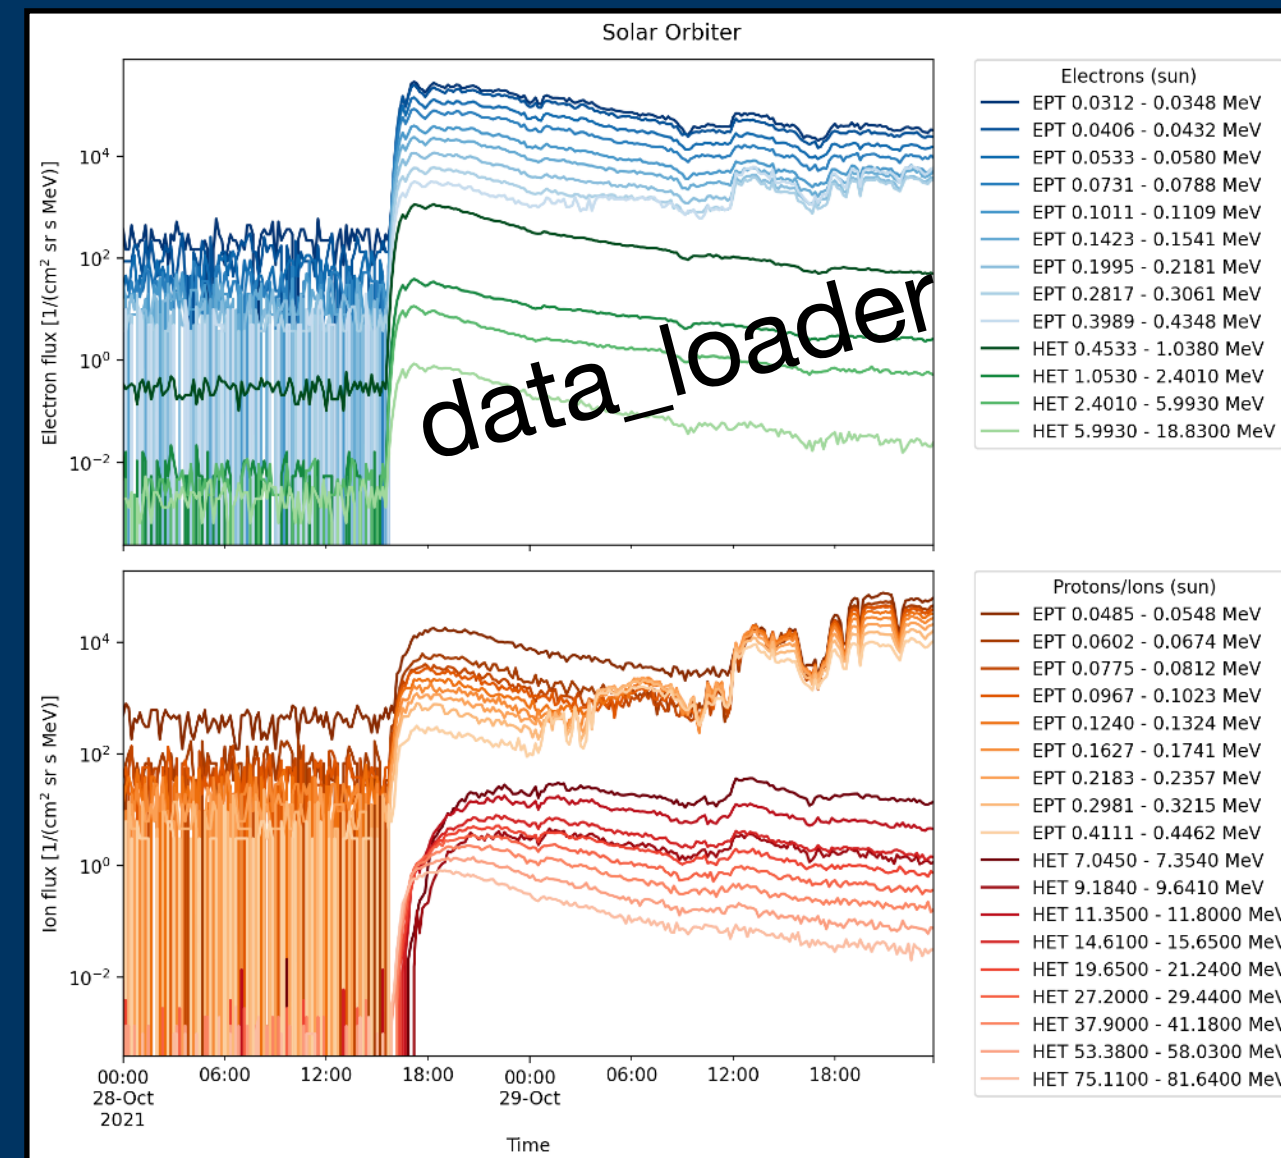 Solar Orbiter
Electron flux [1/(cm² sr s MeV)]
10⁴
10²
10⁰
10⁻²
data_loader
Electrons (sun)
EPT 0.0312 - 0.0348 MeV
EPT 0.0406 - 0.0432 MeV
EPT 0.0533 - 0.0580 MeV
EPT 0.0731 - 0.0788 MeV
EPT 0.1011 - 0.1109 MeV
EPT 0.1423 - 0.1541 MeV
EPT 0.1995 - 0.2181 MeV
EPT 0.2817 - 0.3061 MeV
EPT 0.3989 - 0.4348 MeV
HET 0.4533 - 1.0380 MeV
HET 1.0530 - 2.4010 MeV
HET 2.4010 - 5.9930 MeV
HET 5.9930 - 18.8300 MeV
Ion flux [1/(cm² sr s MeV)]
10⁴
10²
10⁰
10⁻²
Protons/Ions (sun)
EPT 0.0485 - 0.0548 MeV
EPT 0.0602 - 0.0674 MeV
EPT 0.0775 - 0.0812 MeV
EPT 0.0967 - 0.1023 MeV
EPT 0.1240 - 0.1324 MeV
EPT 0.1627 - 0.1741 MeV
EPT 0.2183 - 0.2357 MeV
EPT 0.2981 - 0.3215 MeV
EPT 0.4111 - 0.4462 MeV
HET 7.0450 - 7.3540 MeV
HET 9.1840 - 9.6410 MeV
HET 11.3500 - 11.8000 MeV
HET 14.6100 - 15.6500 MeV
HET 19.6500 - 21.2400 MeV
HET 27.2000 - 29.4400 MeV
HET 37.9000 - 41.1800 MeV
HET 53.3800 - 58.0300 MeV
HET 75.1100 - 81.6400 MeV
00:00 06:00 12:00 18:00 00:00 06:00 12:00 18:00
28-Oct 29-Oct
2021
Time